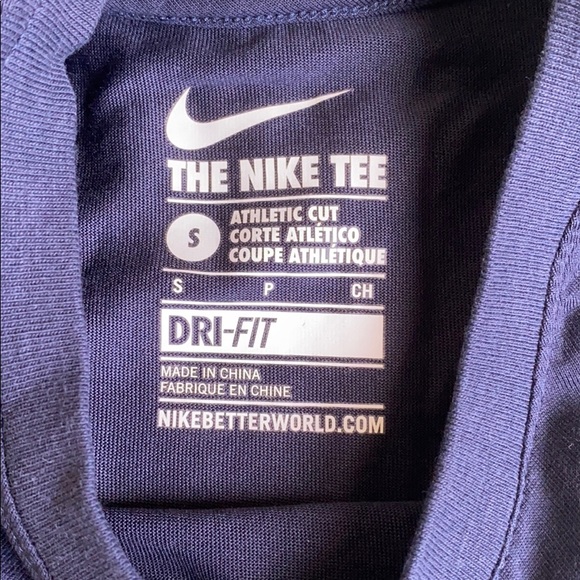 THE NIKE TEE
S
ATHLETIC CUT
CORTE ATLÉTICO
COUPE ATHLÉTIQUE
S P CH
DRI-FIT
MADE IN CHINA
FABRIQUE EN CHINE
NIKEBETTERWORLD.COM